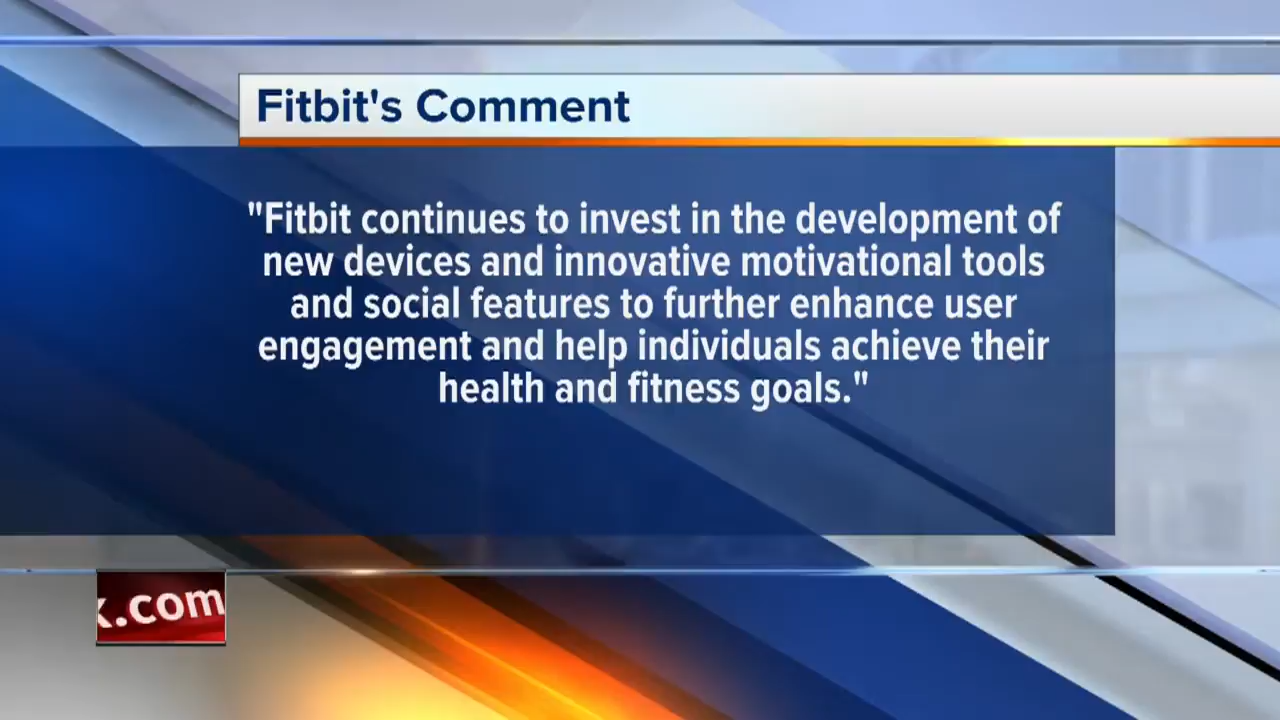 Fitbit's Comment
"Fitbit continues to invest in the development of
new devices and innovative motivational tools
and social features to further enhance user
engagement and help individuals achieve their
health and fitness goals."
.com